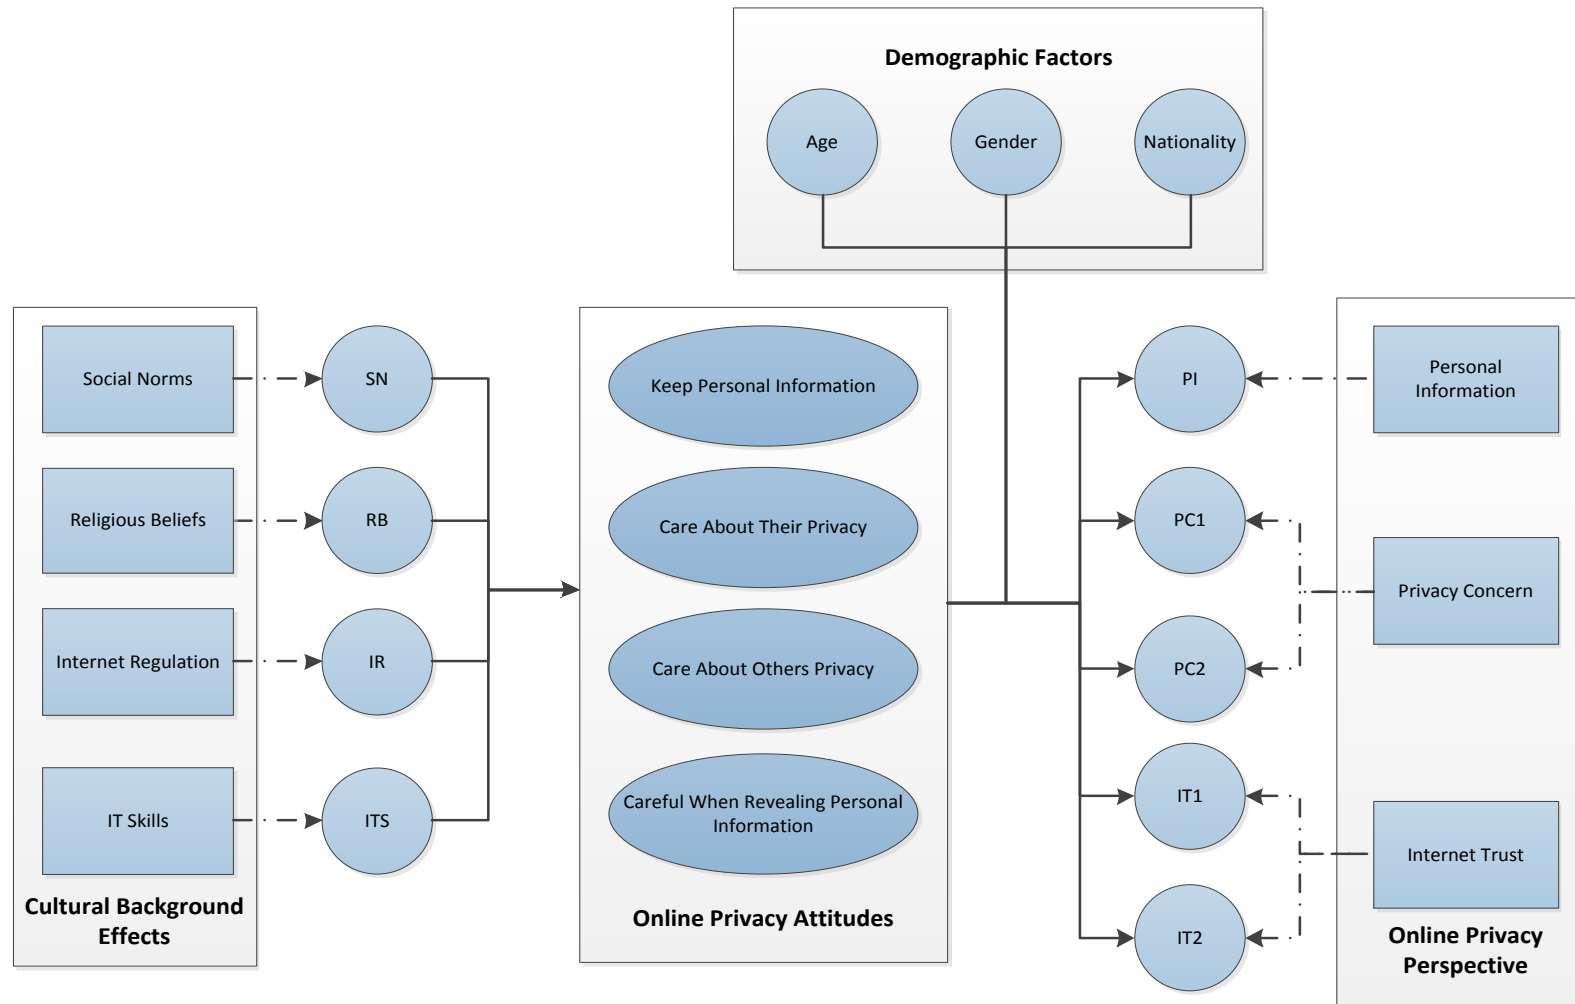 Demographic Factors
Age
Gender
Nationality
Social Norms
Religious Beliefs
Internet Regulation
IT Skills
Cultural Background
Effects
SN
RB
IR
ITS
Keep Personal Information
Care About Their Privacy
Care About Others Privacy
Careful When Revealing Personal
Information
Online Privacy Attitudes
PI
PC1
PC2
IT1
IT2
Personal
Information
Privacy Concern
Internet Trust
Online Privacy
Perspective